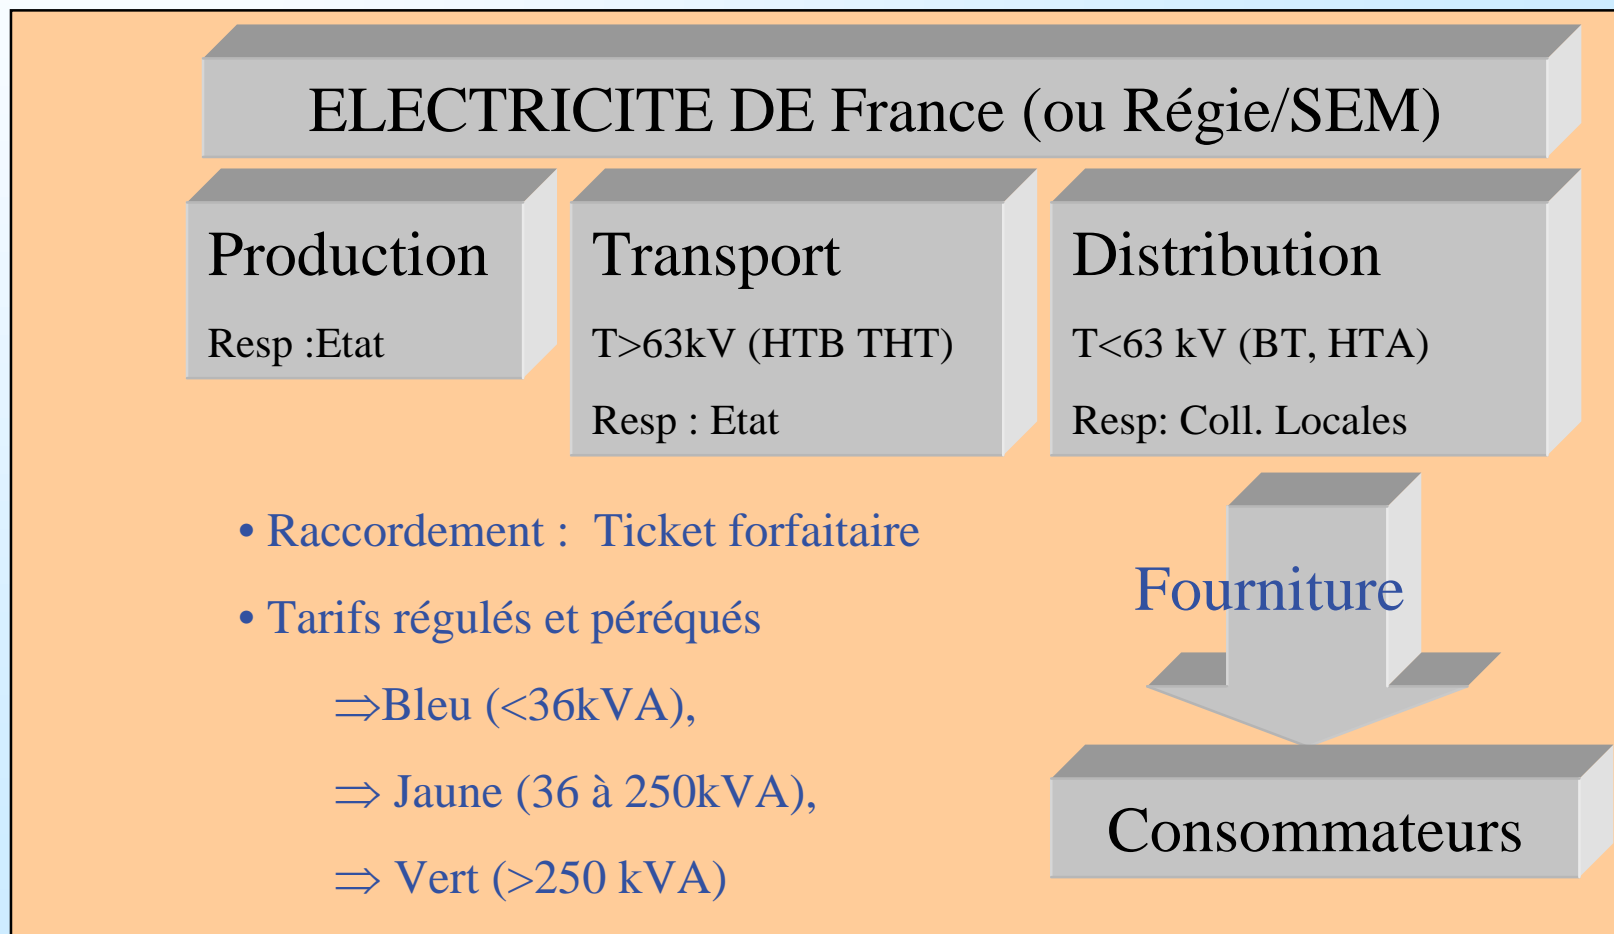 ELECTRICITE DE France (ou Régie/SEM)
Production
Resp :Etat
Transport
T>63kV (HTB THT)
Resp : Etat
Distribution
T<63 kV (BT, HTA)
Resp: Coll. Locales
• Raccordement :  Ticket forfaitaire
• Tarifs régulés et péréqués
⇒Bleu (<36kVA),
⇒ Jaune (36 à 250kVA),
⇒ Vert (>250 kVA)
Fourniture
Consommateurs